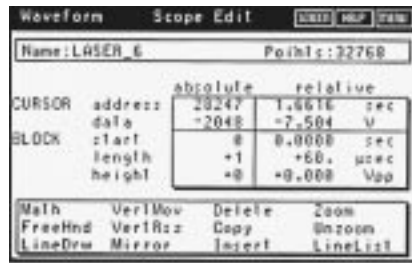 Waveform Scope Edit HELP
Name:LASER_6 Points:32768
absolute relative
CURSOR address 28247 1.6616 sec
data -2048 -7.504 V
BLOCK start 0 0.0000 sec
length +1 +60. µsec
height +0 +0.000 Vpp
Math VertMov Delete Zoom
FreeHnd VertRsz Copy Unzoom
LineDrw Mirror Insert LineList